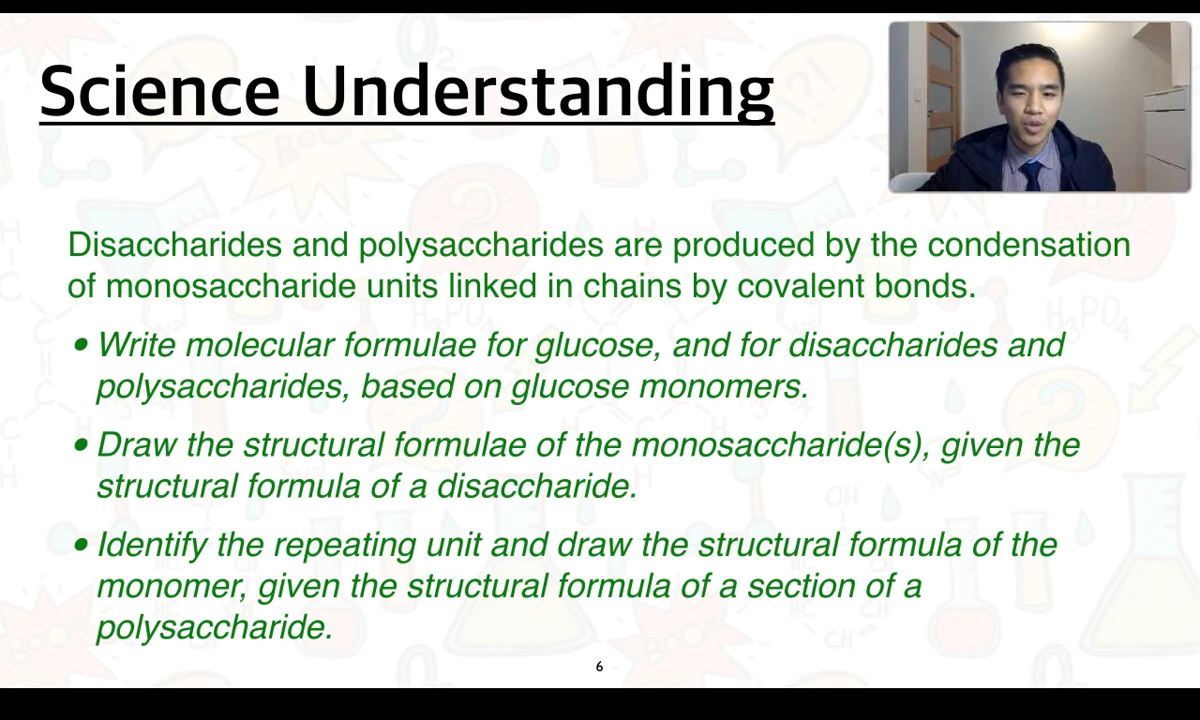 Science Understanding
Disaccharides and polysaccharides are produced by the condensation
of monosaccharide units linked in chains by covalent bonds.
• Write molecular formulae for glucose, and for disaccharides and
polysaccharides, based on glucose monomers.
• Draw the structural formulae of the monosaccharide(s), given the
structural formula of a disaccharide.
• Identify the repeating unit and draw the structural formula of the
monomer, given the structural formula of a section of a
polysaccharide.
6